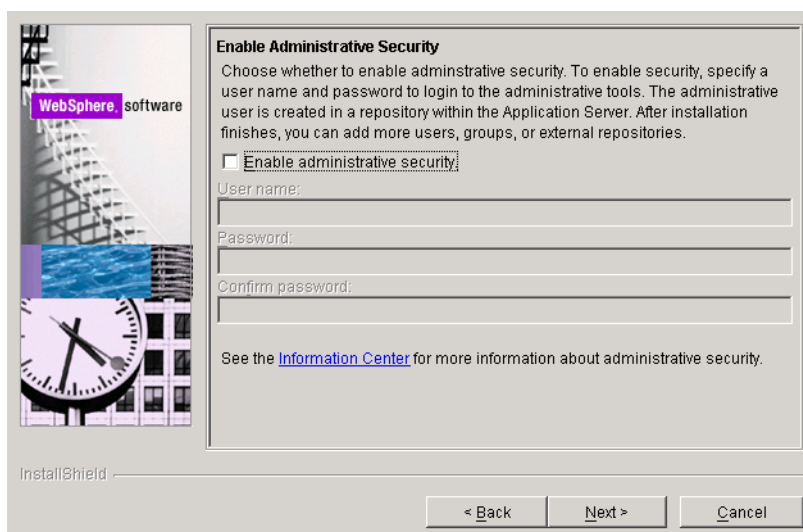 WebSphere. software
Enable Administrative Security
Choose whether to enable adminstrative security. To enable security, specify a
user name and password to login to the administrative tools. The administrative
user is created in a repository within the Application Server. After installation
finishes, you can add more users, groups, or external repositories.
Enable administrative security.
User name:
Password:
Confirm password:
See the Information Center for more information about administrative security.
InstallShield
< Back
Next >
Cancel